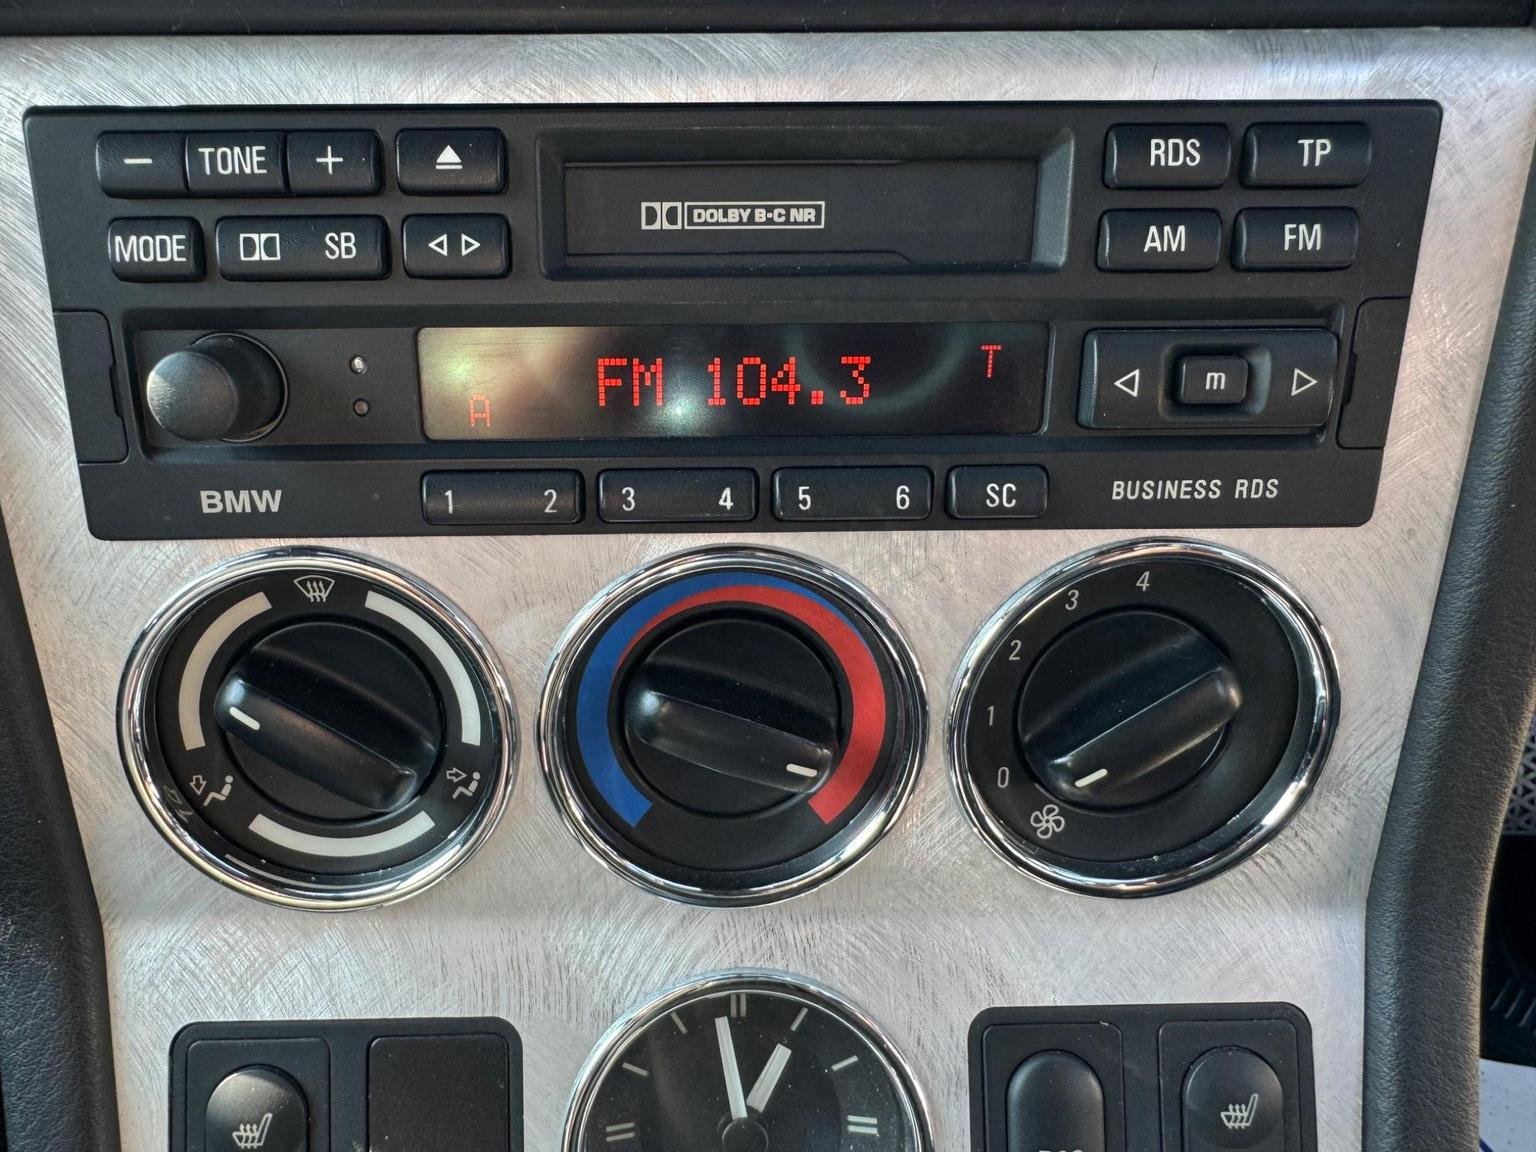 − TONE +
RDS TP
DOLBY B·C NR
MODE SB
AM FM
FM 104.3 T
A
m
BMW
1 2 3 4 5 6 SC
BUSINESS RDS
4
3
2
1
0